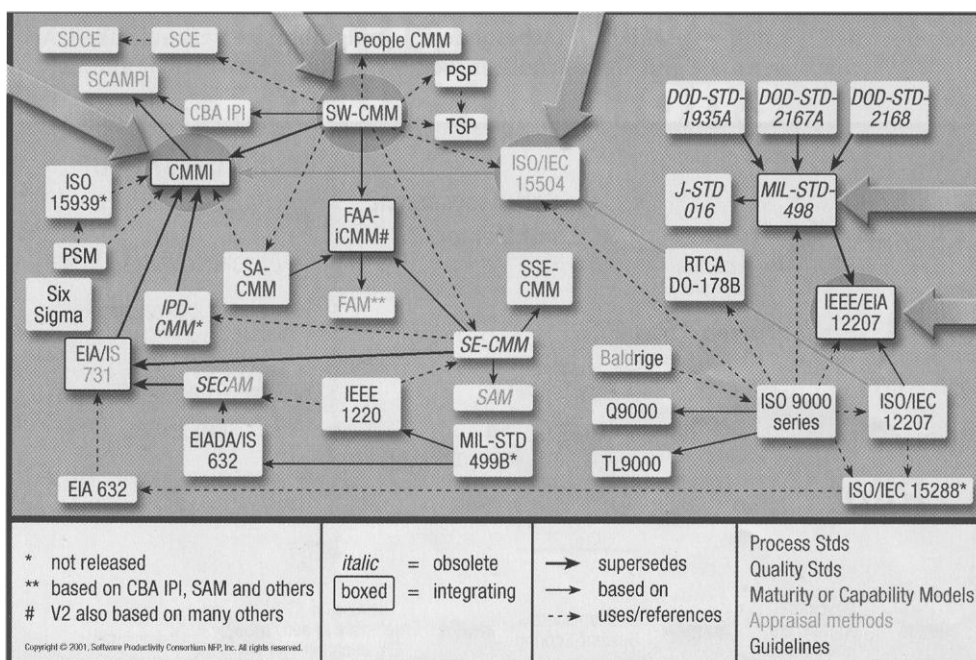 SDCE
SCE
People CMM
SCAMPI
PSP
CBA IPI
SW-CMM
TSP
DOD-STD-
1935A
DOD-STD-
2167A
DOD-STD-
2168
CMMI
ISO/IEC
15504
ISO
15939*
J-STD
016
MIL-STD-
498
FAA-
iCMM#
PSM
SA-
CMM
SSE-
CMM
RTCA
DO-178B
Six
Sigma
IPD-
CMM*
FAM**
IEEE/EIA
12207
EIA/IS
731
SE-CMM
Baldrige
SECAM
IEEE
1220
SAM
ISO 9000
series
ISO/IEC
12207
Q9000
EIADA/IS
632
MIL-STD
499B*
TL9000
EIA 632
ISO/IEC 15288*
* not released
** based on CBA IPI, SAM and others
# V2 also based on many others
Copyright © 2001, Software Productivity Consortium NFP, Inc. All rights reserved.
italic = obsolete
boxed = integrating
supersedes
based on
uses/references
Process Stds
Quality Stds
Maturity or Capability Models
Appraisal methods
Guidelines